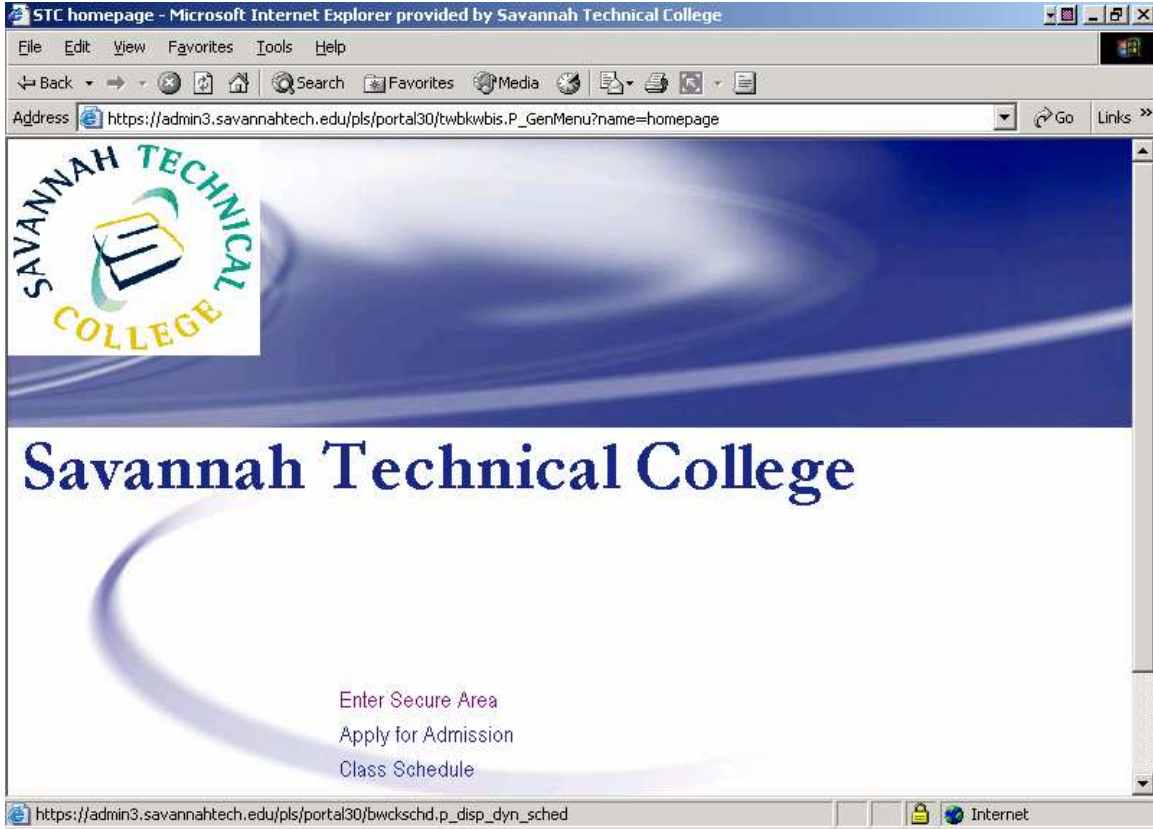 STC homepage - Microsoft Internet Explorer provided by Savannah Technical College
File Edit View Favorites Tools Help
Back Search Favorites Media
Address https://admin3.savannahtech.edu/pls/portal30/twbkwbis.P_GenMenu?name=homepage Go Links »
SAVANNAH TECHNICAL COLLEGE
Savannah Technical College
Enter Secure Area
Apply for Admission
Class Schedule
https://admin3.savannahtech.edu/pls/portal30/bwckschd.p_disp_dyn_sched Internet